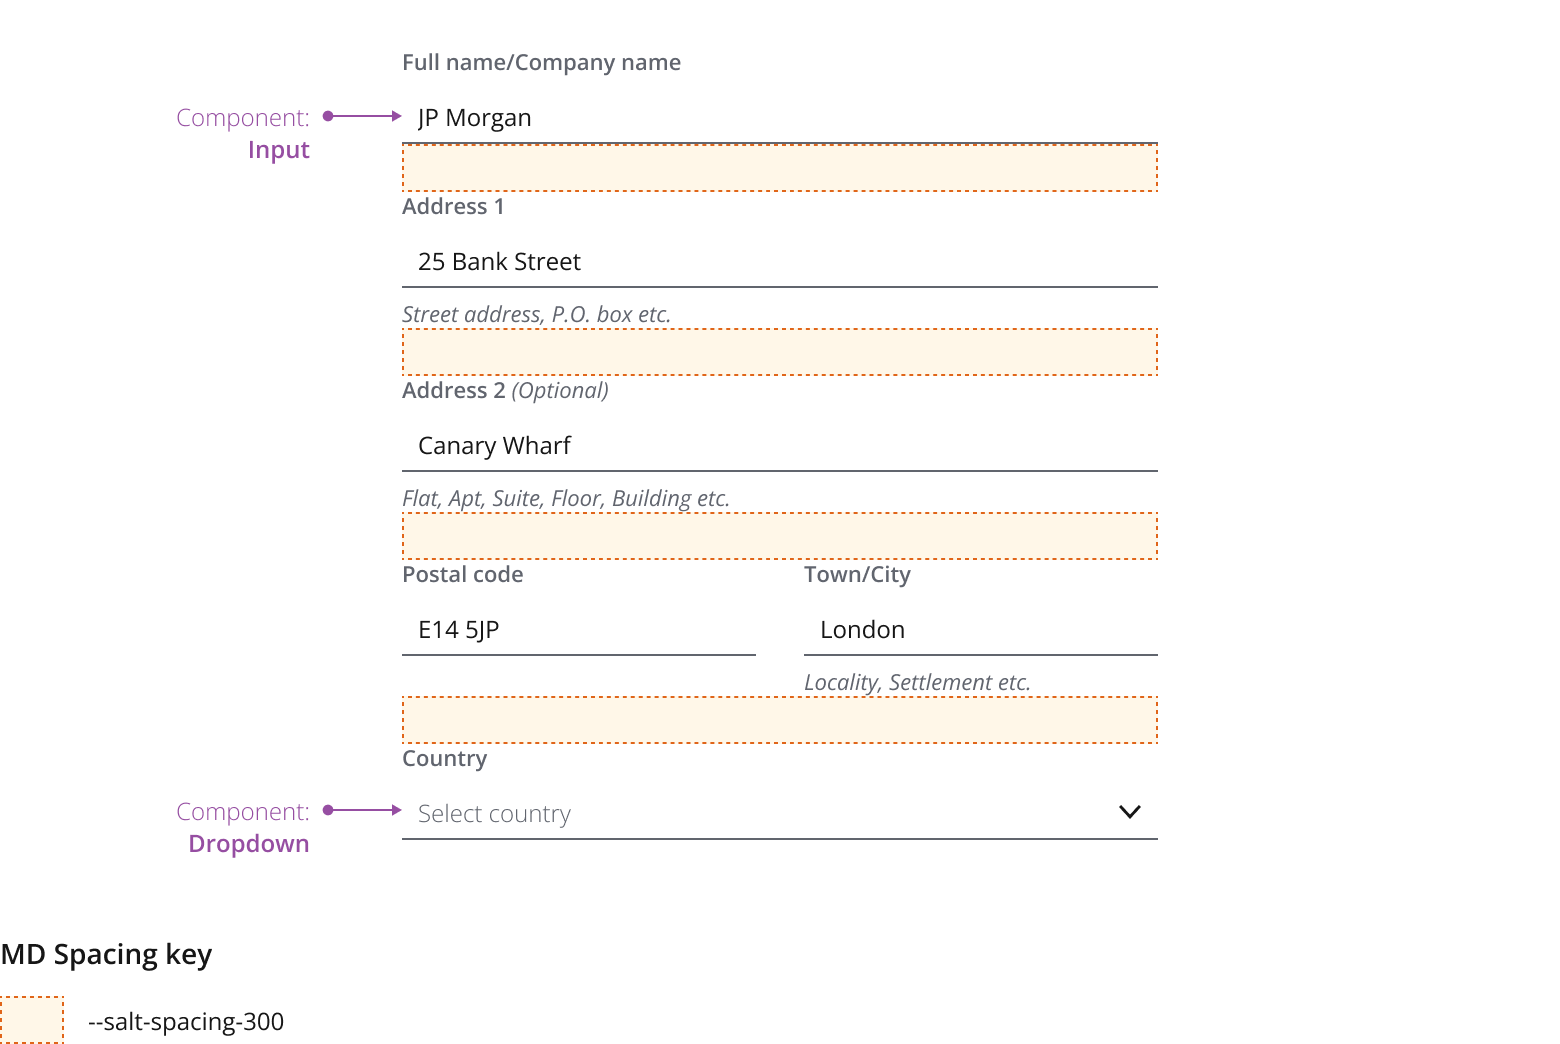 Full name/Company name
Component:
Input
JP Morgan
Address 1
25 Bank Street
Street address, P.O. box etc.
Address 2 (Optional)
Canary Wharf
Flat, Apt, Suite, Floor, Building etc.
Postal code
Town/City
E14 5JP
London
Locality, Settlement etc.
Country
Component:
Dropdown
Select country
MD Spacing key
--salt-spacing-300